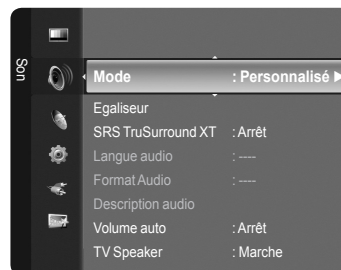 Son
Mode : Personnalisé
Egaliseur
SRS TruSurround XT : Arrêt
Langue audio : ----
Format Audio : ----
Description audio
Volume auto : Arrêt
TV Speaker : Marche